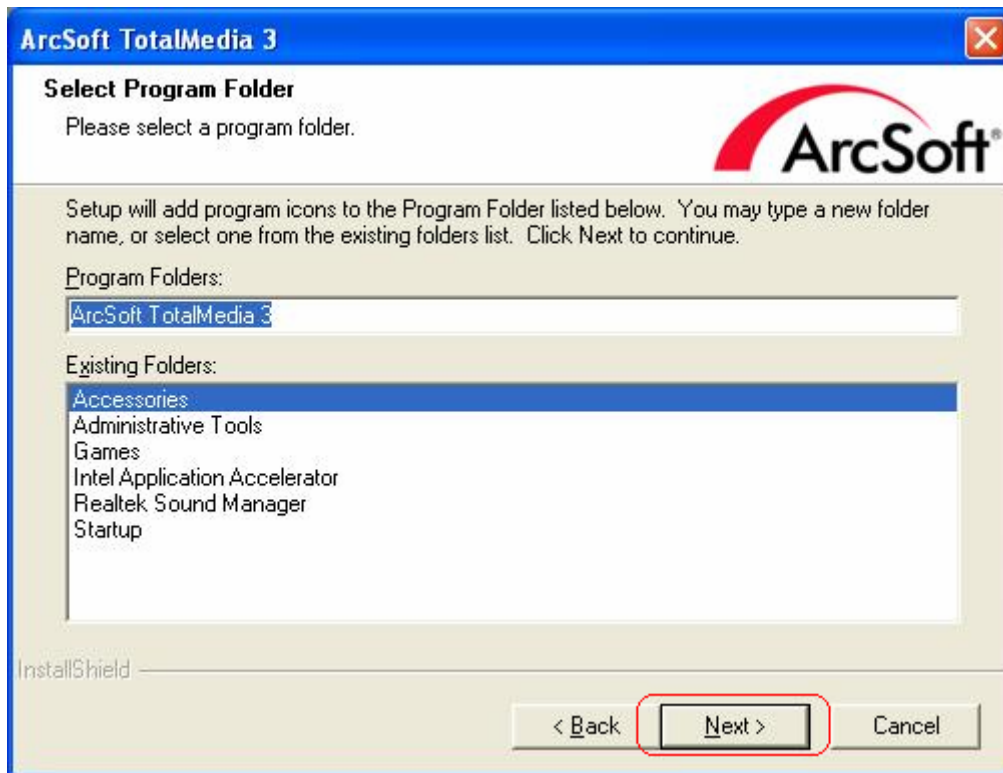 ArcSoft TotalMedia 3
Select Program Folder
Please select a program folder.
ArcSoft®
Setup will add program icons to the Program Folder listed below. You may type a new folder
name, or select one from the existing folders list. Click Next to continue.
Program Folders:
ArcSoft TotalMedia 3
Existing Folders:
Accessories
Administrative Tools
Games
Intel Application Accelerator
Realtek Sound Manager
Startup
InstallShield
< Back Next > Cancel